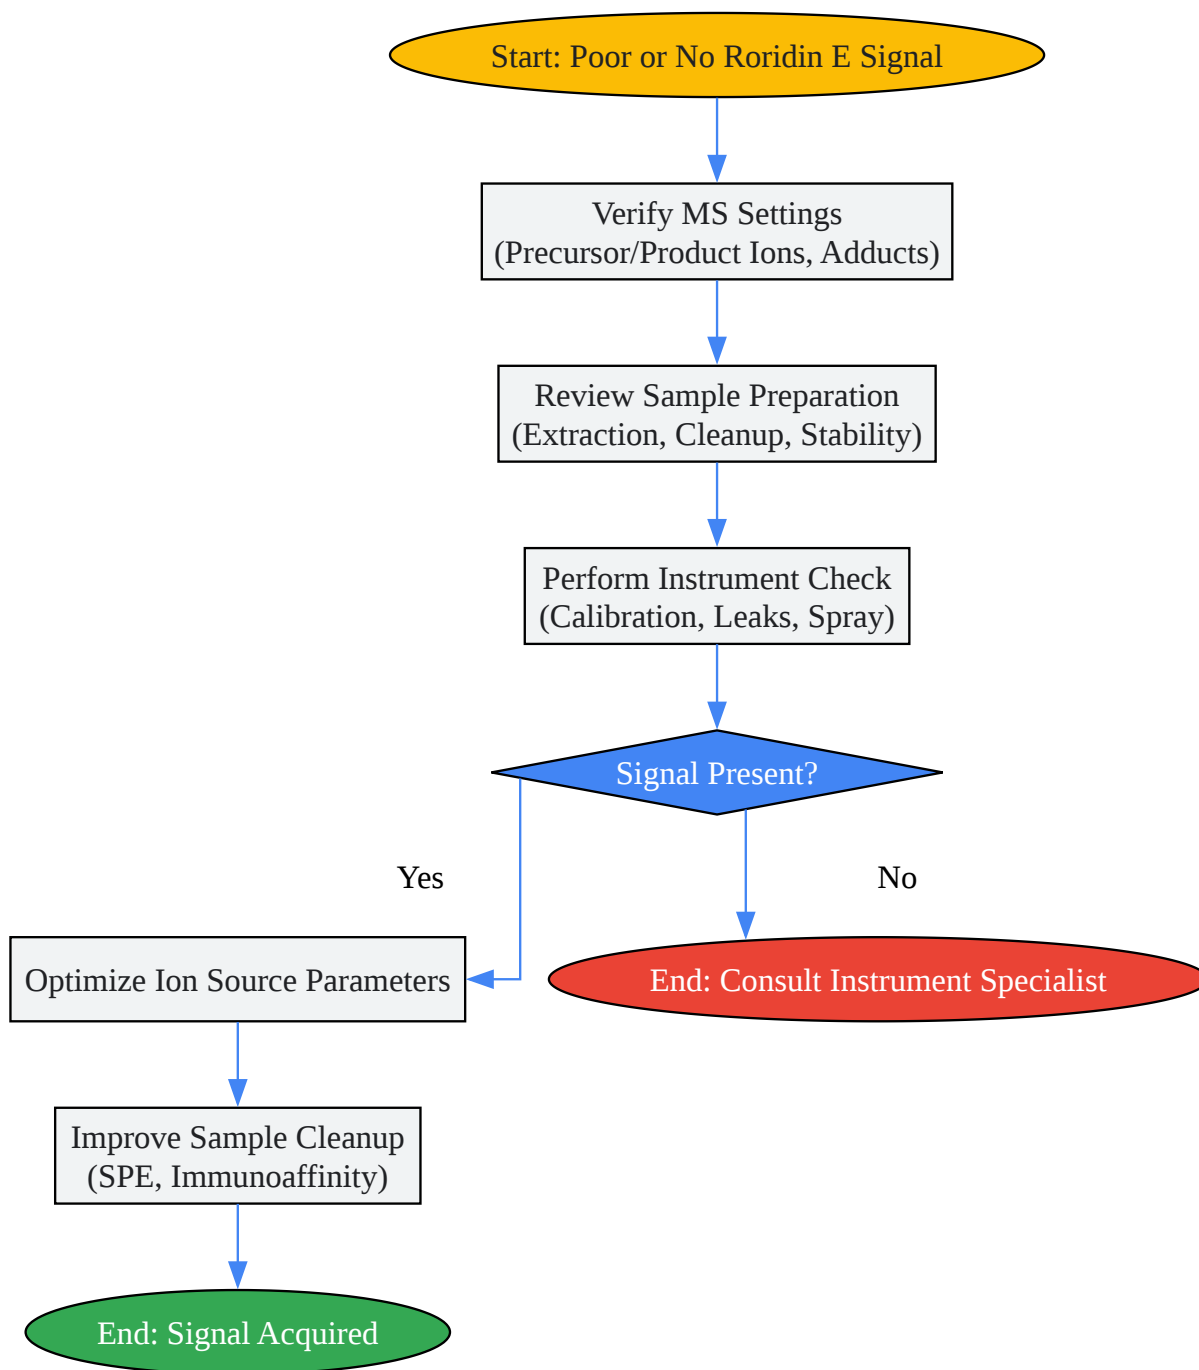 Start: Poor or No Roridin E Signal
Verify MS Settings
(Precursor/Product Ions, Adducts)
Review Sample Preparation
(Extraction, Cleanup, Stability)
Perform Instrument Check
(Calibration, Leaks, Spray)
Signal Present?
Yes
No
Optimize Ion Source Parameters
End: Consult Instrument Specialist
Improve Sample Cleanup
(SPE, Immunoaffinity)
End: Signal Acquired